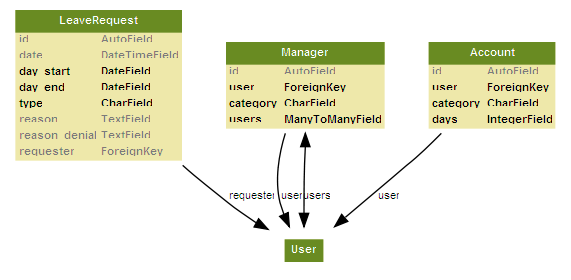 LeaveRequest
id AutoField
date DateTimeField
day_start DateField
day_end DateField
type CharField
reason TextField
reason_denial TextField
requester ForeignKey
Manager
id AutoField
user ForeignKey
category CharField
users ManyToManyField
Account
id AutoField
user ForeignKey
category CharField
days IntegerField
requester
user
users
user
User